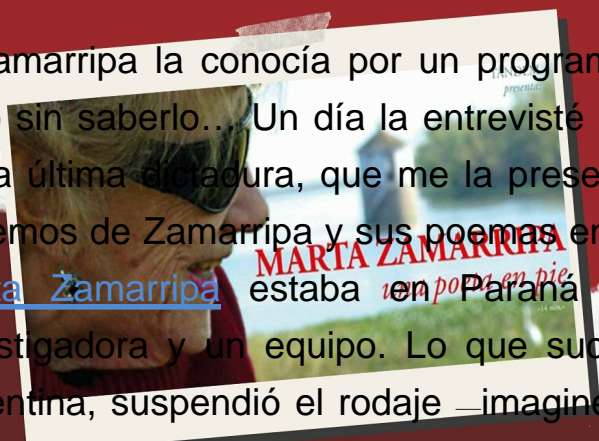 amarripa la conocía por un program
sin saberlo... Un día la entrevisté
a última dictadura, que me la prese
emos de Zamarripa y sus poemas en
ta Zamarripa estaba en Paraná
stigadora y un equipo. Lo que suc
entina, suspendió el rodaje —imagine
presenta:
MARTA ZAMARRIPA
una poeta en pie